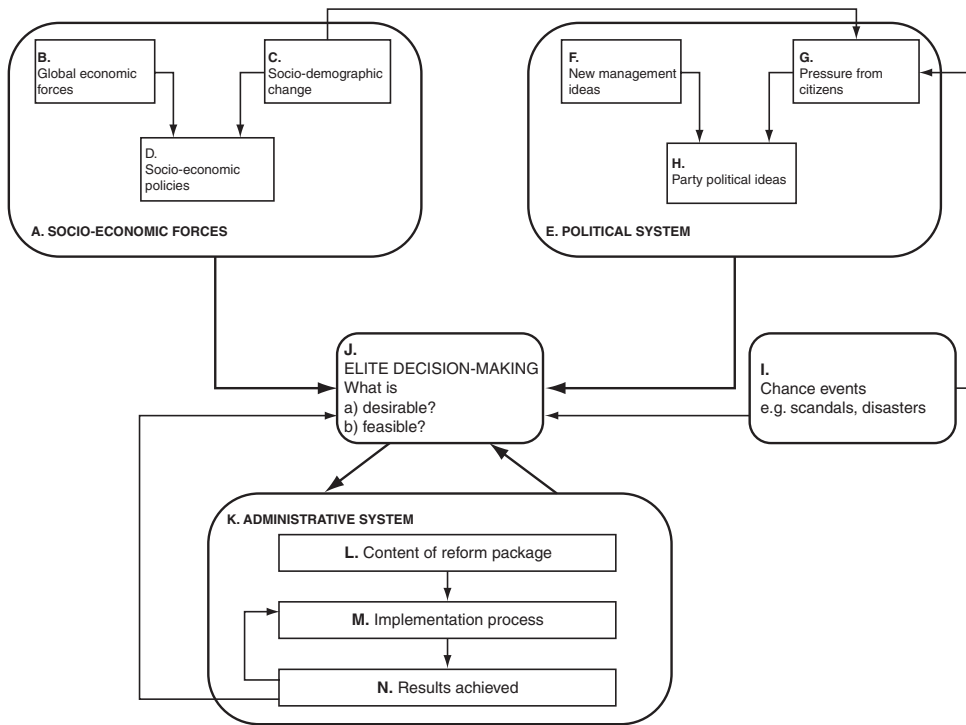 B.
Global economic
forces
C.
Socio-demographic
change
D.
Socio-economic
policies
A. SOCIO-ECONOMIC FORCES
F.
New management
ideas
G.
Pressure from
citizens
H.
Party political ideas
E. POLITICAL SYSTEM
J.
ELITE DECISION-MAKING
What is
a) desirable?
b) feasible?
I.
Chance events
e.g. scandals, disasters
K. ADMINISTRATIVE SYSTEM
L. Content of reform package
M. Implementation process
N. Results achieved